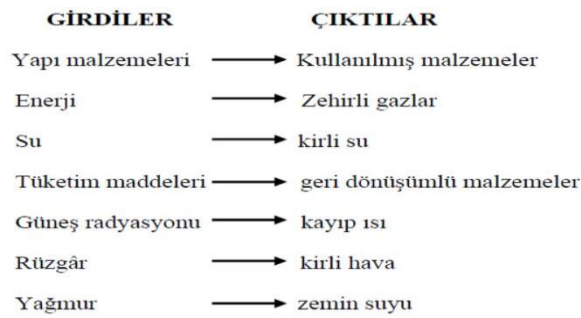 GİRDİLER ÇIKTILAR
Yapı malzemeleri → Kullanılmış malzemeler
Enerji → Zehirli gazlar
Su → kirli su
Tüketim maddeleri → geri dönüşümlü malzemeler
Güneş radyasyonu → kayıp ısı
Rüzgâr → kirli hava
Yağmur → zemin suyu